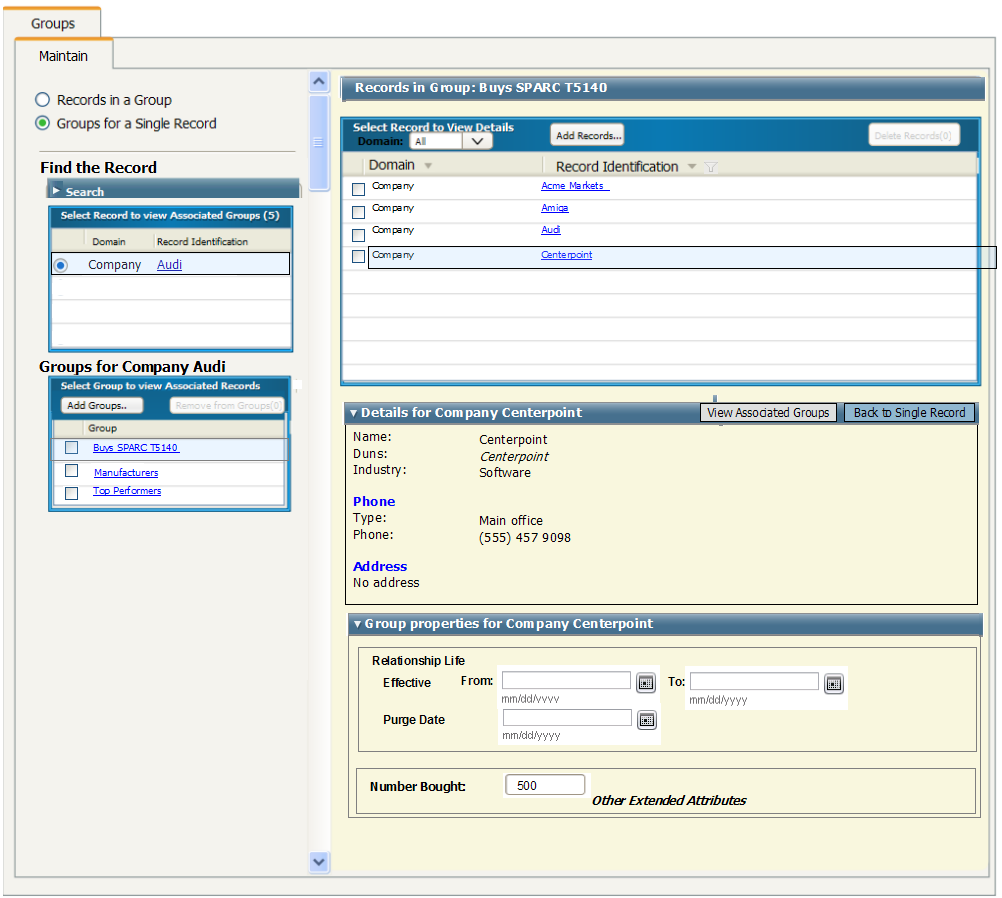 Groups
Maintain
Records in a Group
Groups for a Single Record
Find the Record
Search
Select Record to view Associated Groups (5)
Domain Record Identification
Company Audi
Groups for Company Audi
Select Group to view Associated Records
Add Groups.. Remove from Groups(0)
Group
Buys SPARC T5140
Manufacturers
Top Performers
Records in Group: Buys SPARC T5140
Select Record to View Details
Domain: All Add Records... Delete Records(0)
Domain Record Identification
Company Acme Markets
Company Amiga
Company Audi
Company Centerpoint
Details for Company Centerpoint View Associated Groups Back to Single Record
Name: Centerpoint
Duns: Centerpoint
Industry: Software
Phone
Type: Main office
Phone: (555) 457 9098
Address
No address
Group properties for Company Centerpoint
Relationship Life
Effective From: To:
mm/dd/yyyy mm/dd/yyyy
Purge Date
mm/dd/yyyy
Number Bought: 500
Other Extended Attributes